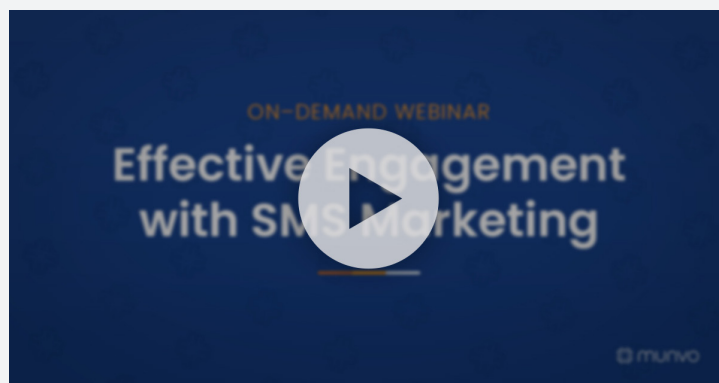 ON-DEMAND WEBINAR
Effective Engagement
with SMS Marketing
munvo